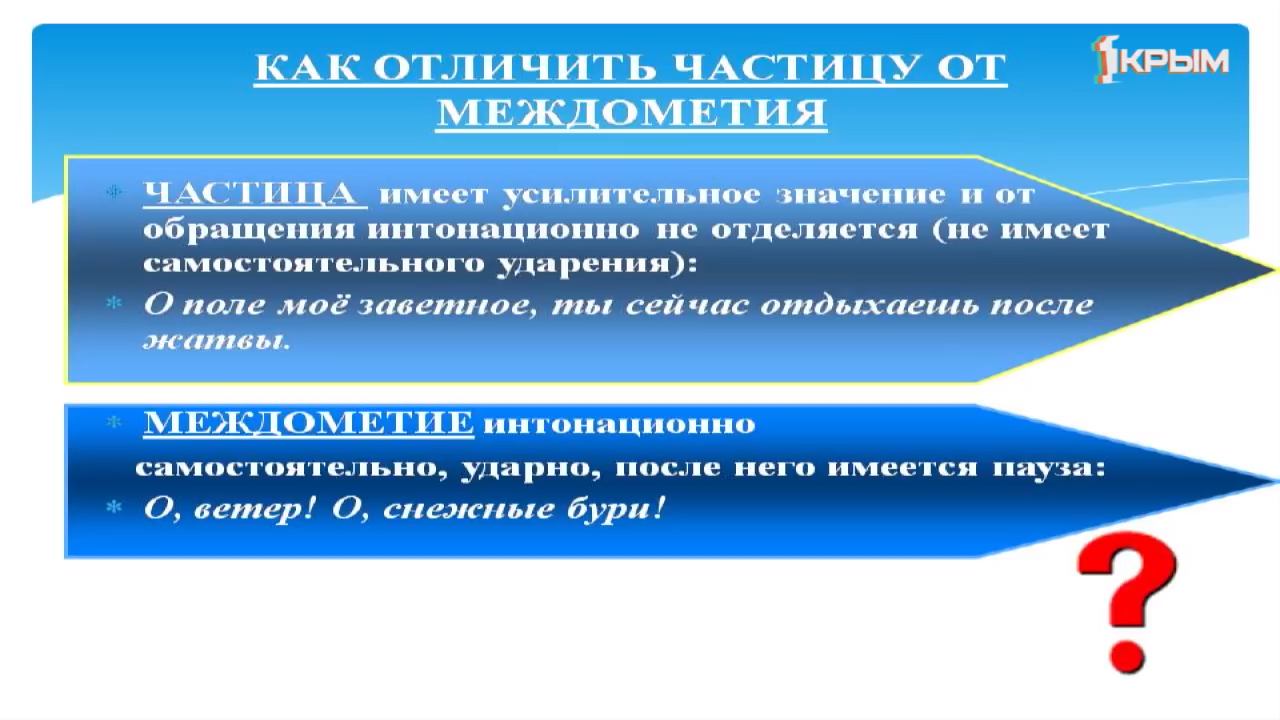 КАК ОТЛИЧИТЬ ЧАСТИЦУ ОТ
МЕЖДОМЕТИЯ
1КРЫМ
ЧАСТИЦА имеет усилительное значение и от
обращения интонационно не отделяется (не имеет
самостоятельного ударения):
О поле моё заветное, ты сейчас отдыхаешь после
жатвы.
МЕЖДОМЕТИЕ интонационно
самостоятельно, ударно, после него имеется пауза:
О, ветер! О, снежные бури!
?